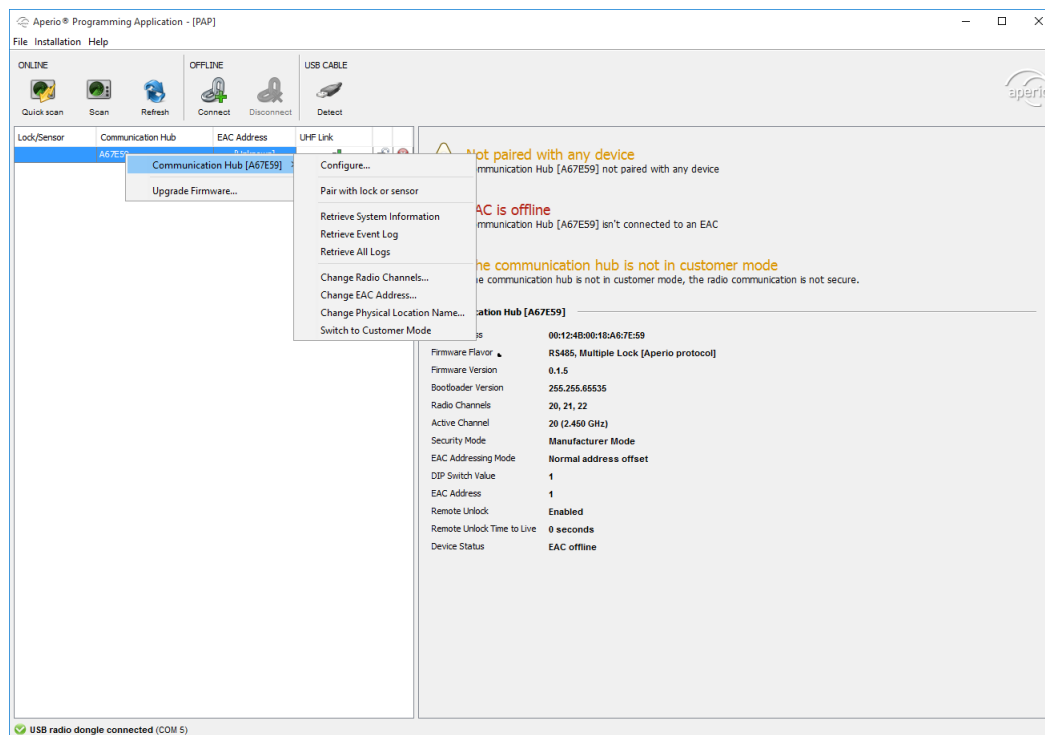 Aperio® Programming Application - [PAP]
File Installation Help
ONLINE OFFLINE USB CABLE
Quick scan Scan Refresh Connect Disconnect Detect
aperio
Lock/Sensor Communication Hub EAC Address UHF Link
A67E59 [Unknown]
Communication Hub [A67E59]
Upgrade Firmware...
Configure...
Pair with lock or sensor
Retrieve System Information
Retrieve Event Log
Retrieve All Logs
Change Radio Channels...
Change EAC Address...
Change Physical Location Name...
Switch to Customer Mode
Not paired with any device
mmunication Hub [A67E59] not paired with any device
AC is offline
mmunication Hub [A67E59] isn't connected to an EAC
he communication hub is not in customer mode
e communication hub is not in customer mode, the radio communication is not secure.
cation Hub [A67E59]
ss 00:12:4B:00:18:A6:7E:59
Firmware Flavor RS485, Multiple Lock [Aperio protocol]
Firmware Version 0.1.5
Bootloader Version 255.255.65535
Radio Channels 20, 21, 22
Active Channel 20 (2.450 GHz)
Security Mode Manufacturer Mode
EAC Addressing Mode Normal address offset
DIP Switch Value 1
EAC Address 1
Remote Unlock Enabled
Remote Unlock Time to Live 0 seconds
Device Status EAC offline
USB radio dongle connected (COM 5)